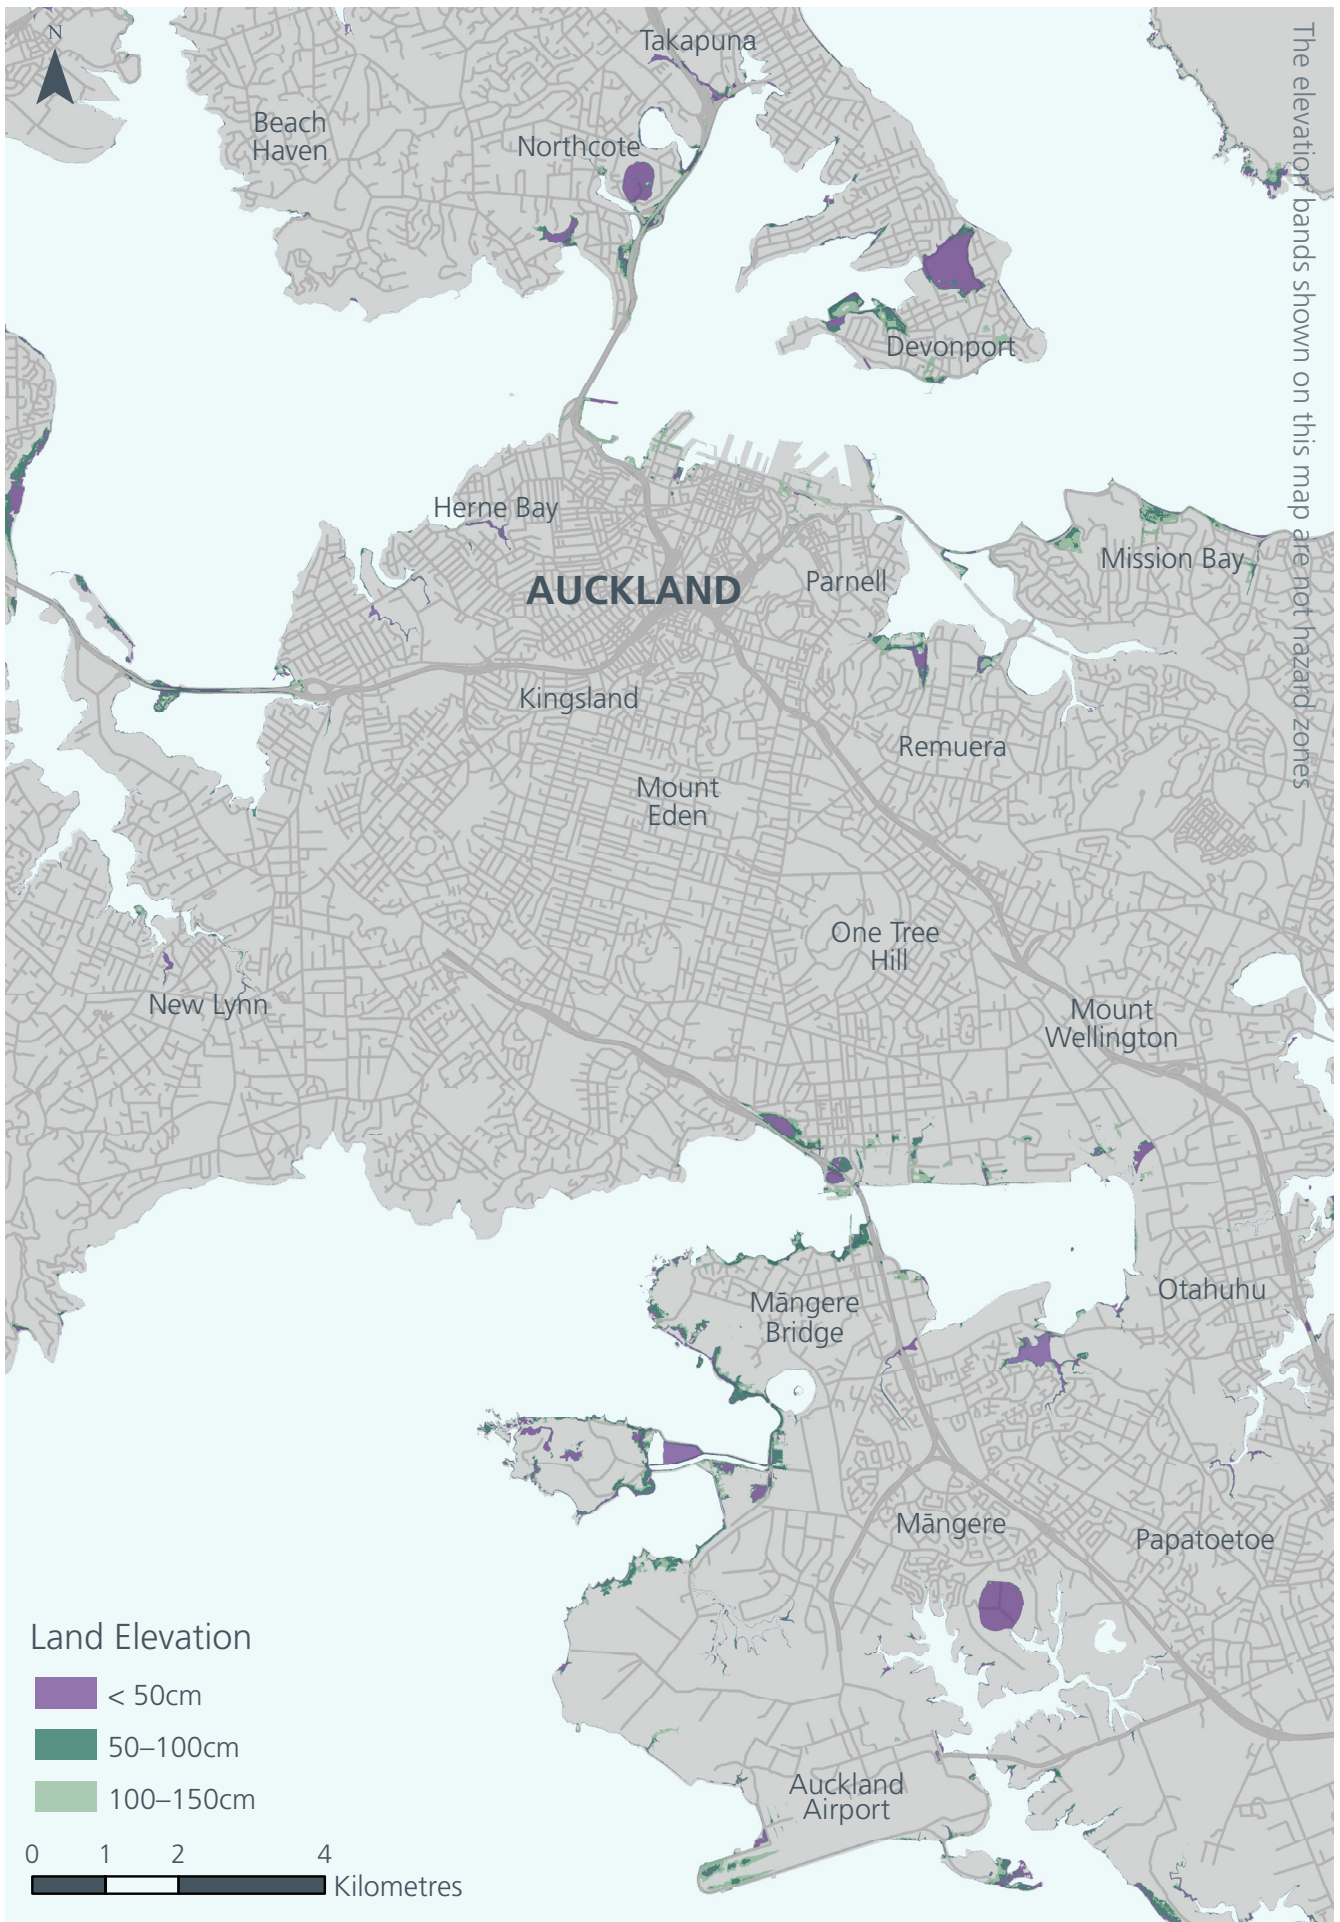 N
Takapuna
Beach
Haven
Northcote
The elevation bands shown on this map are not hazard zones
Devonport
Herne Bay
Mission Bay
AUCKLAND
Parnell
Kingsland
Remuera
Mount
Eden
One Tree
Hill
New Lynn
Mount
Wellington
Otahuhu
Māngere
Bridge
Māngere
Papatoetoe
Land Elevation
< 50cm
50–100cm
100–150cm
Auckland
Airport
0 1 2 4
Kilometres